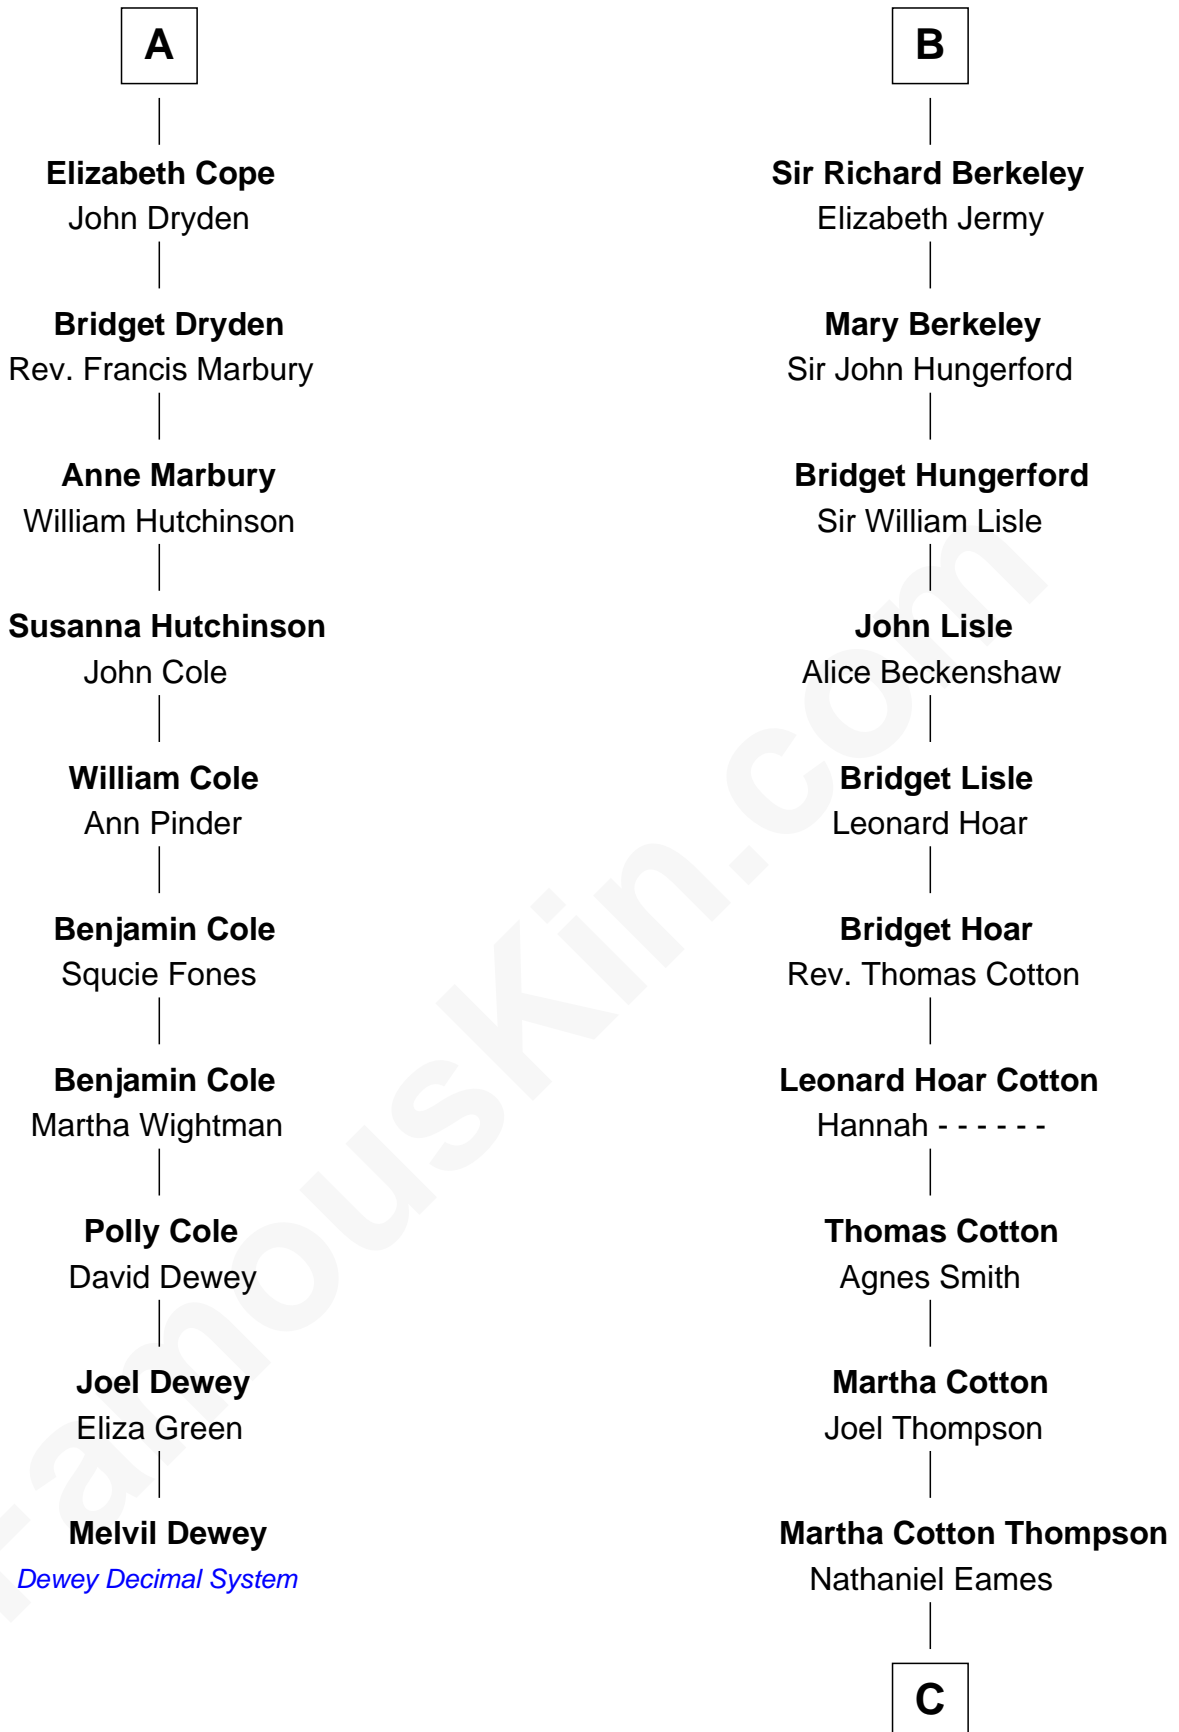 A
Elizabeth Cope
John Dryden
Bridget Dryden
Rev. Francis Marbury
Anne Marbury
William Hutchinson
Susanna Hutchinson
John Cole
William Cole
Ann Pinder
Benjamin Cole
Squcie Fones
Benjamin Cole
Martha Wightman
Polly Cole
David Dewey
Joel Dewey
Eliza Green
Melvil Dewey
Dewey Decimal System
B
Sir Richard Berkeley
Elizabeth Jermy
Mary Berkeley
Sir John Hungerford
Bridget Hungerford
Sir William Lisle
John Lisle
Alice Beckenshaw
Bridget Lisle
Leonard Hoar
Bridget Hoar
Rev. Thomas Cotton
Leonard Hoar Cotton
Hannah - - - - - -
Thomas Cotton
Agnes Smith
Martha Cotton
Joel Thompson
Martha Cotton Thompson
Nathaniel Eames
C
FamousKin.com